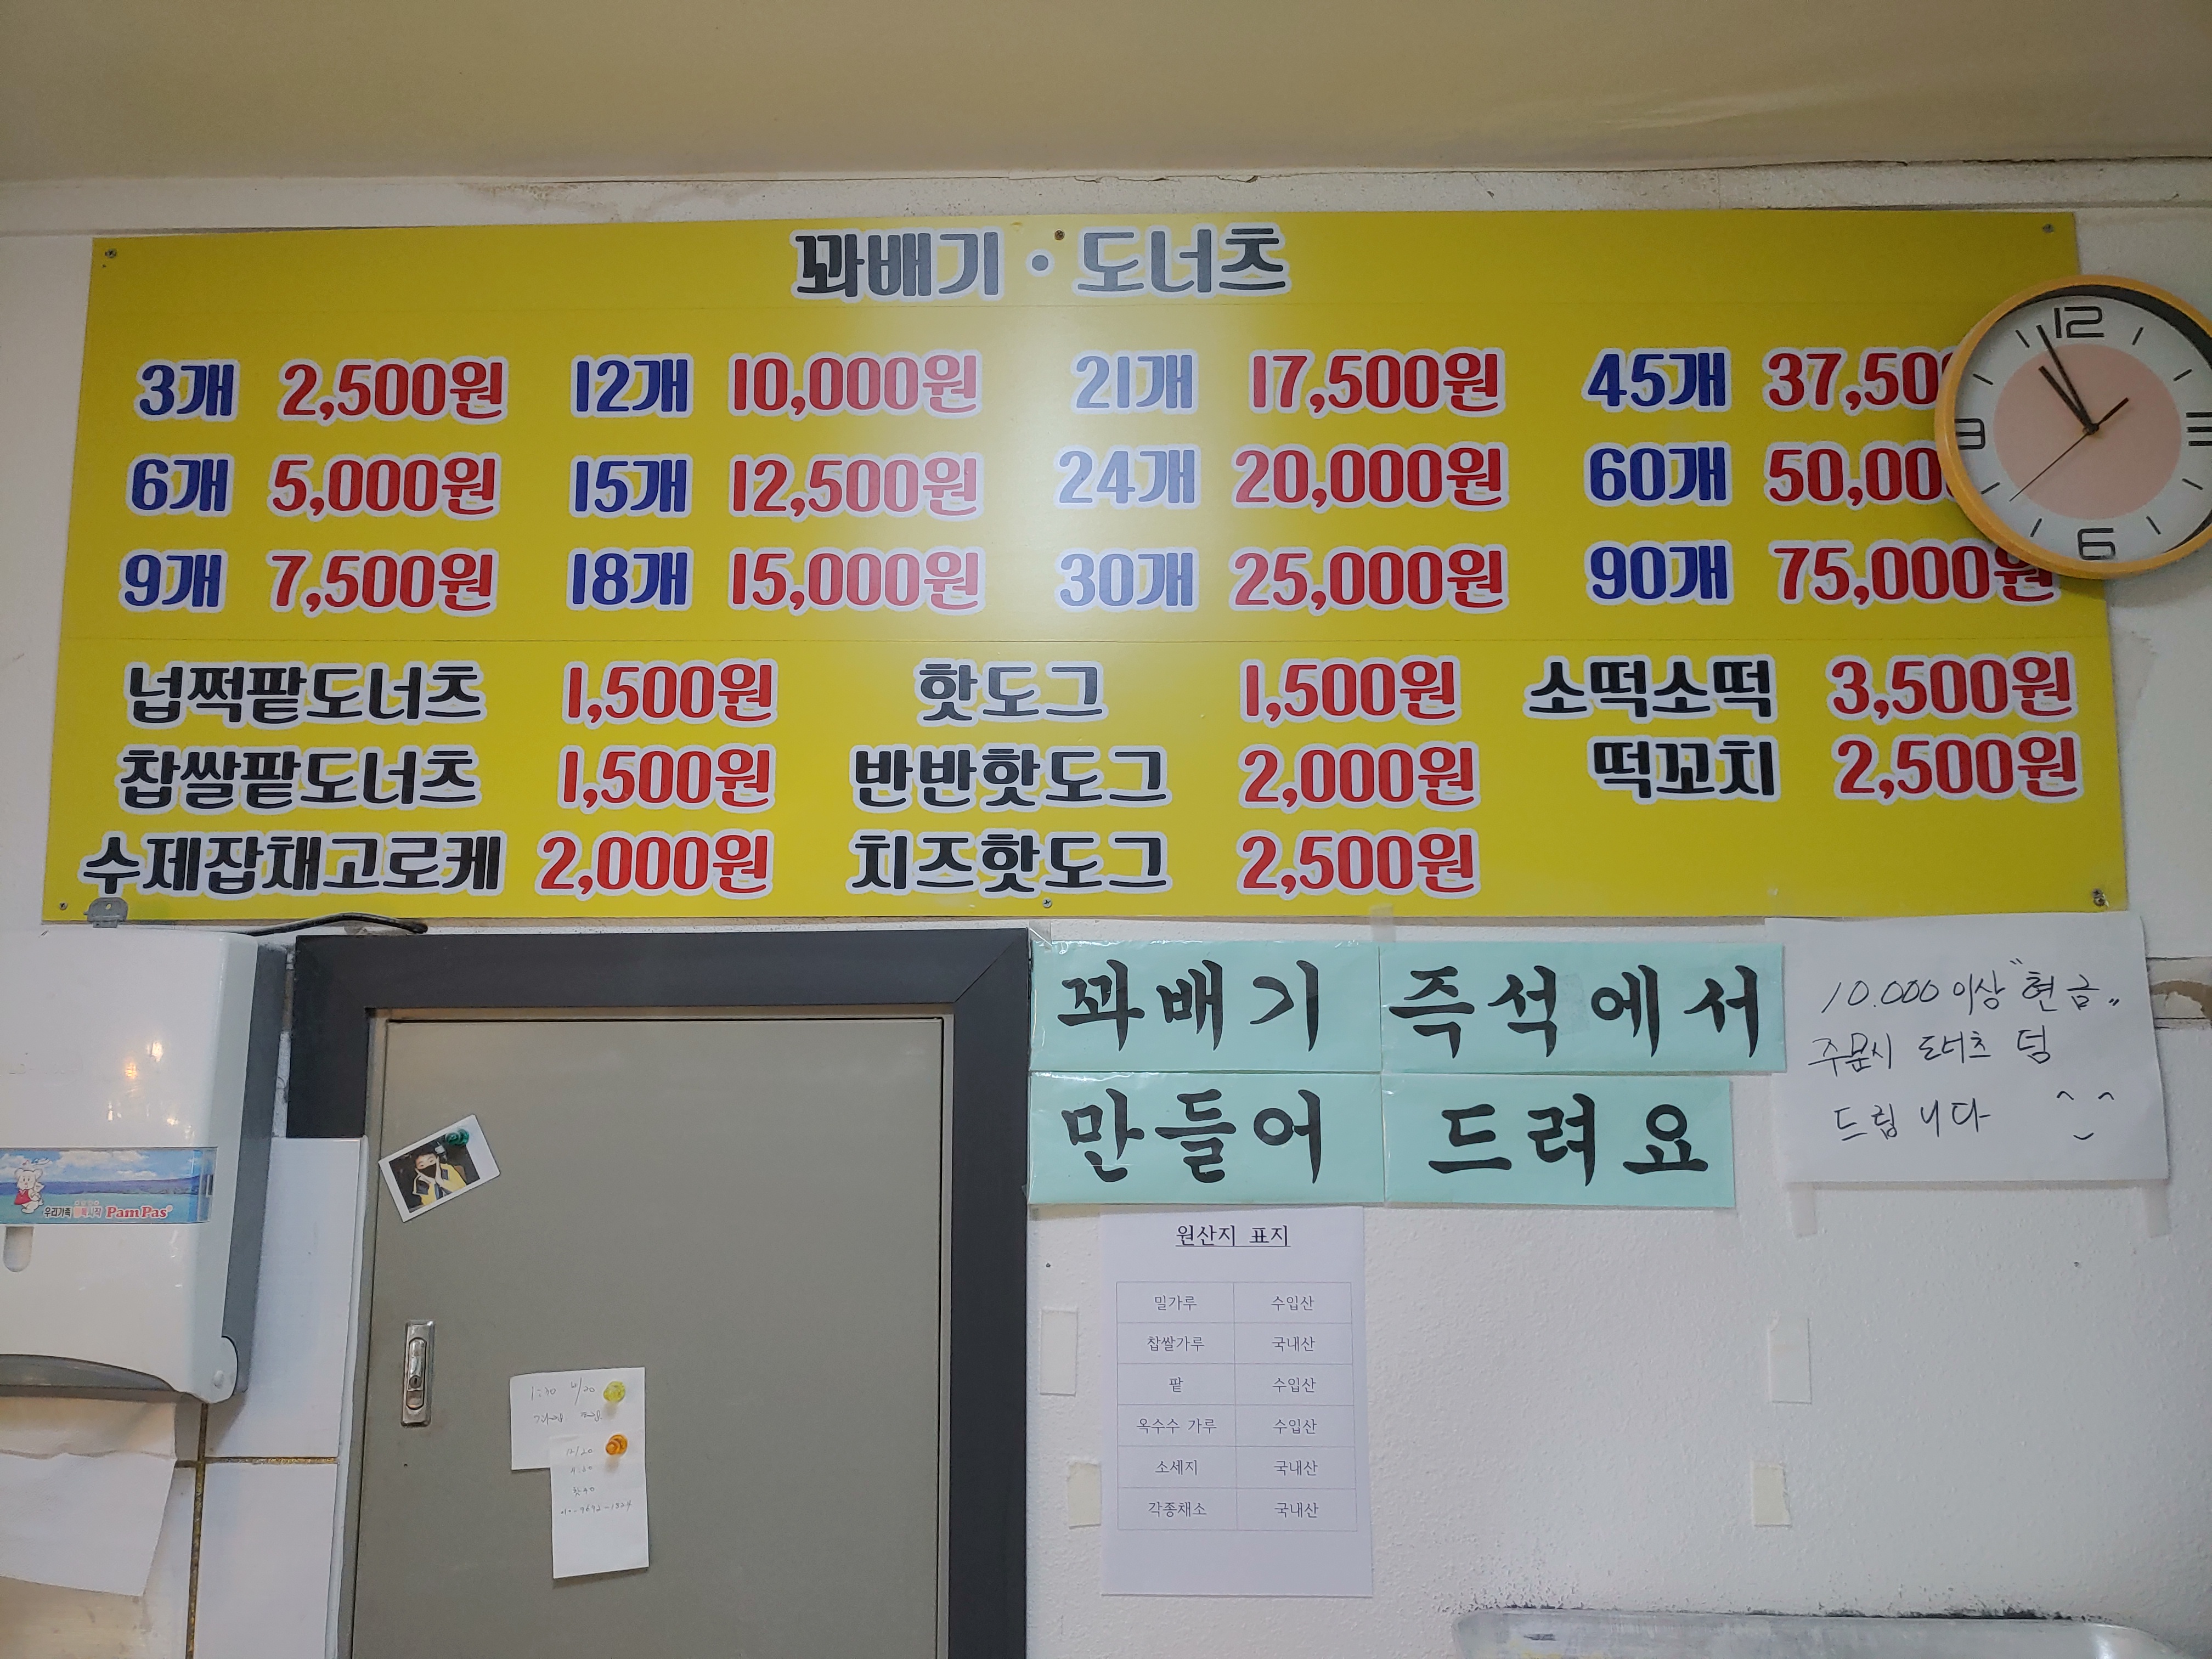 꽈배기 · 도너츠
3개 2,500원 12개 10,000원 21개 17,500원 45개 37,50
6개 5,000원 15개 12,500원 24개 20,000원 60개 50,00
9개 7,500원 18개 15,000원 30개 25,000원 90개 75,000원
넙쩍팥도너츠 1,500원 핫도그 1,500원 소떡소떡 3,500원
찹쌀팥도너츠 1,500원 반반핫도그 2,000원 떡꼬치 2,500원
수제잡채고로케 2,000원 치즈핫도그 2,500원
12
9
6
꽈배기 즉석에서
만들어 드려요
10.000 이상 "현금"
주문시 도너츠 덤
드립니다 ^ ^
원산지 표지
밀가루 수입산
찹쌀가루 국내산
팥 수입산
옥수수 가루 수입산
소세지 국내산
각종채소 국내산
우리가족 PamPas
12/20